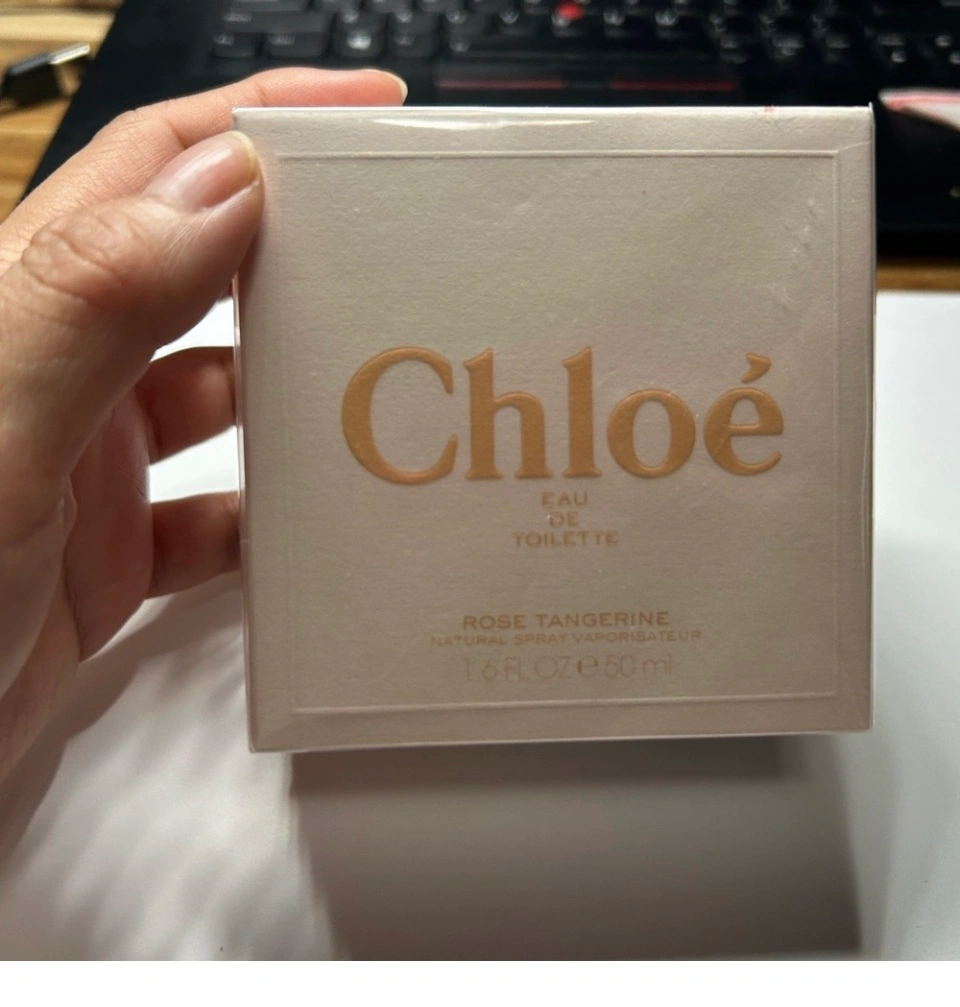 Chloé
EAU
DE
TOILETTE
ROSE TANGERINE
NATURAL SPRAY VAPORISATEUR
1.6 FL OZ ℮ 50 ml